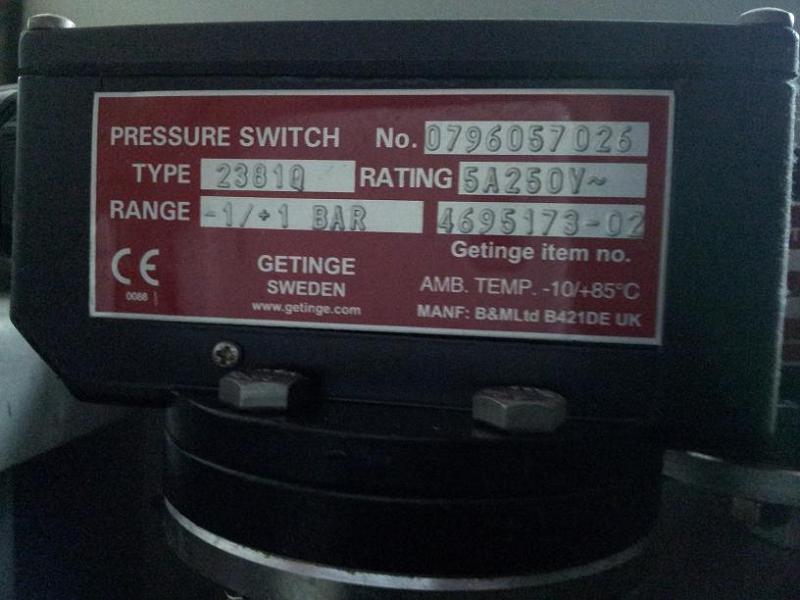 PRESSURE SWITCH No. 0796057026
TYPE 2381Q RATING 5A250V~
RANGE -1/+1 BAR 4695173-02
Getinge item no.
CE
0088
GETINGE
SWEDEN
www.getinge.com
AMB. TEMP. -10/+85°C
MANF: B&MLtd B421DE UK